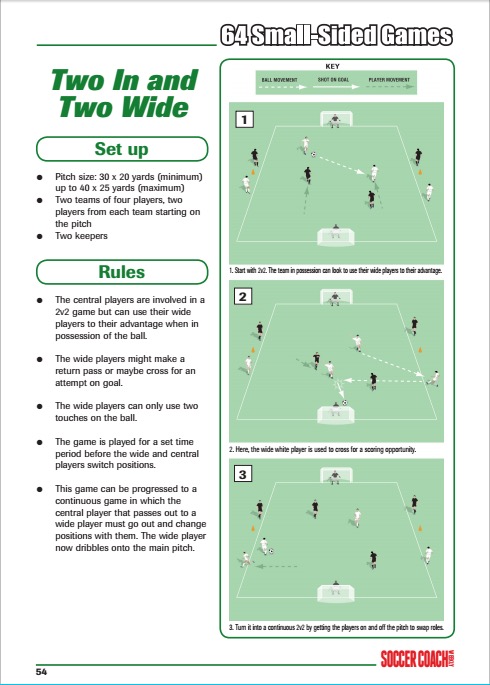 64 Small-Sided Games
Two In and
Two Wide
Set up
● Pitch size: 30 x 20 yards (minimum)
up to 40 x 25 yards (maximum)
● Two teams of four players, two
players from each team starting on
the pitch
● Two keepers
Rules
● The central players are involved in a
2v2 game but can use their wide
players to their advantage when in
possession of the ball.
● The wide players might make a
return pass or maybe cross for an
attempt on goal.
● The wide players can only use two
touches on the ball.
● The game is played for a set time
period before the wide and central
players switch positions.
● This game can be progressed to a
continuous game in which the
central player that passes out to a
wide player must go out and change
positions with them. The wide player
now dribbles onto the main pitch.
KEY
BALL MOVEMENT SHOT ON GOAL PLAYER MOVEMENT
1
1. Start with 2v2. The team in possession can look to use their wide players to their advantage.
2
2. Here, the wide white player is used to cross for a scoring opportunity.
3
3. Turn it into a continuous 2v2 by getting the players on and off the pitch to swap roles.
54
SOCCER COACH WEEKLY